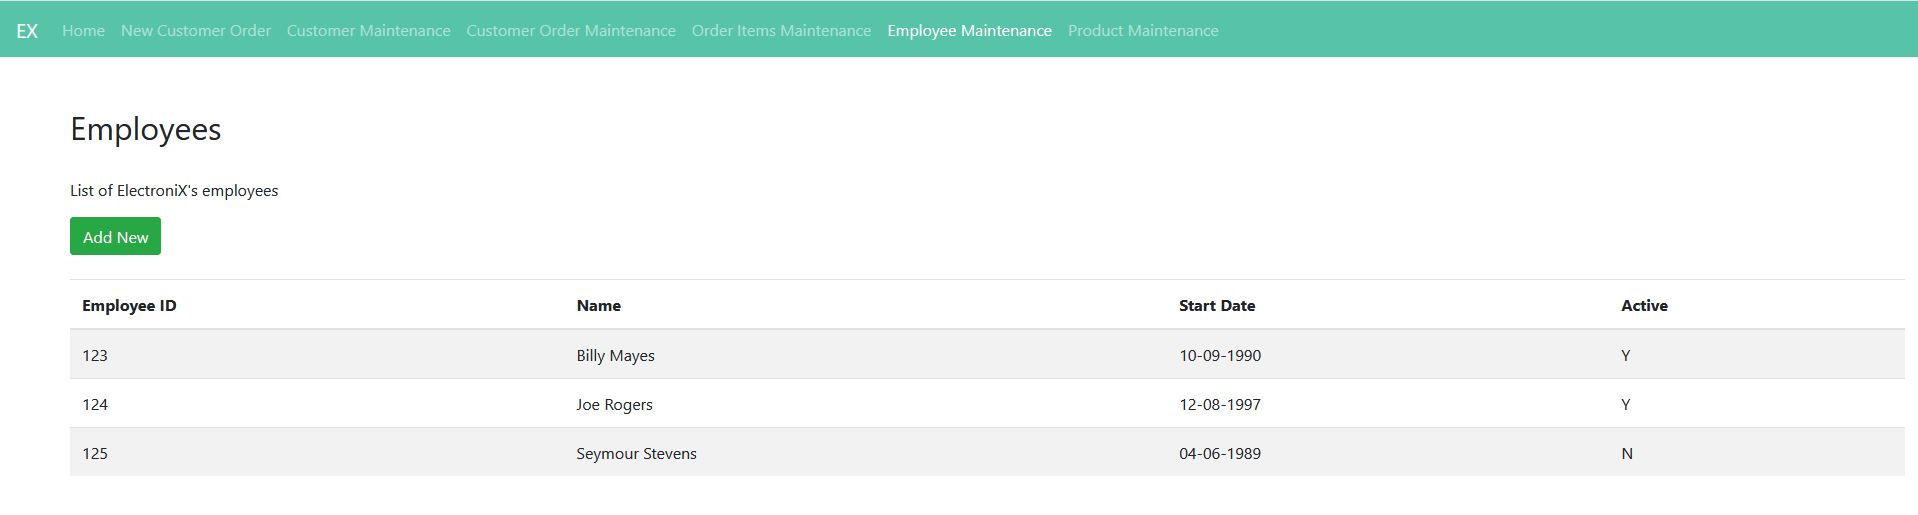 EX Home New Customer Order Customer Maintenance Customer Order Maintenance Order Items Maintenance Employee Maintenance Product Maintenance
Employees
List of ElectroniX's employees
Add New
Employee ID Name Start Date Active
123 Billy Mayes 10-09-1990 Y
124 Joe Rogers 12-08-1997 Y
125 Seymour Stevens 04-06-1989 N